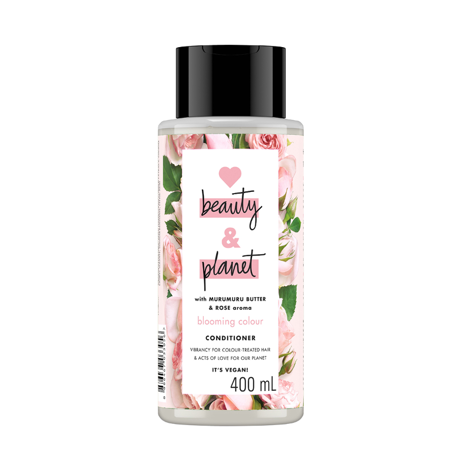 beauty
&
planet
with MURUMURU BUTTER
& ROSE aroma
blooming colour
CONDITIONER
VIBRANCY FOR COLOUR-TREATED HAIR
& ACTS OF LOVE FOR OUR PLANET
IT'S VEGAN!
400 mL